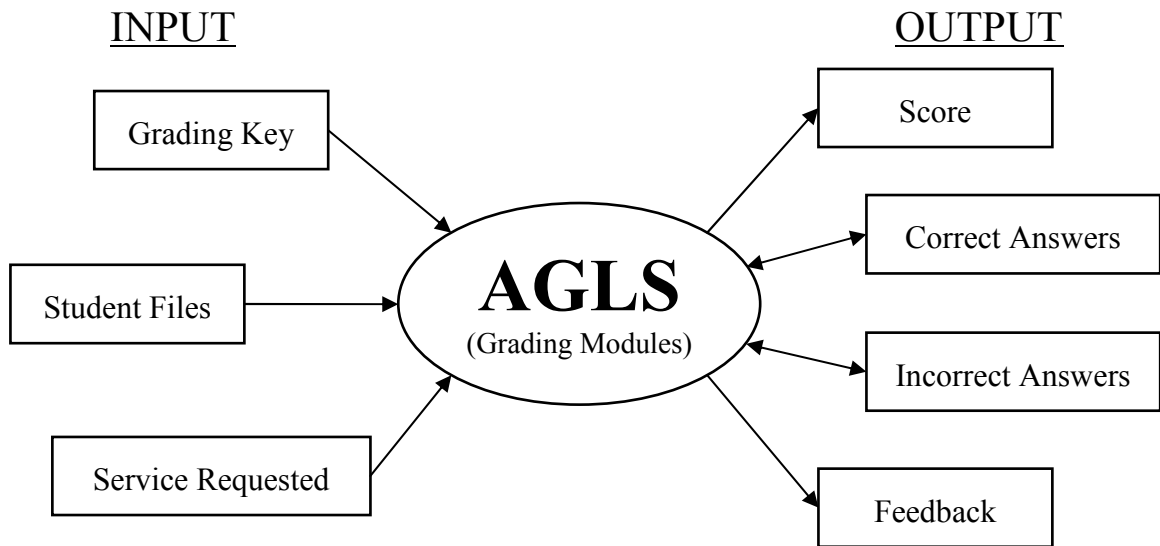 INPUT
OUTPUT
Grading Key
Score
Correct Answers
AGLS
(Grading Modules)
Student Files
Incorrect Answers
Service Requested
Feedback